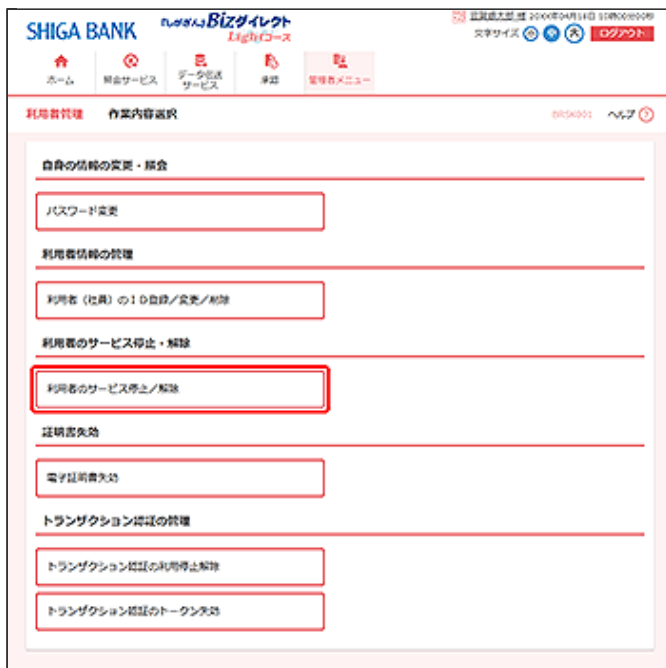 SHIGA BANK
『しがぎん』Bizダイレクト
Lightコース
文字サイズ 小 中 大 ログアウト
ホーム
照会サービス
データ伝送
サービス
承認
管理者メニュー
利用者管理 作業内容選択
BRSK001 ヘルプ ?
自身の情報の変更・照会
パスワード変更
利用者情報の管理
利用者（社員）のＩＤ登録／変更／削除
利用者のサービス停止・解除
利用者のサービス停止／解除
証明書失効
電子証明書失効
トランザクション認証の管理
トランザクション認証の利用停止解除
トランザクション認証のトークン失効